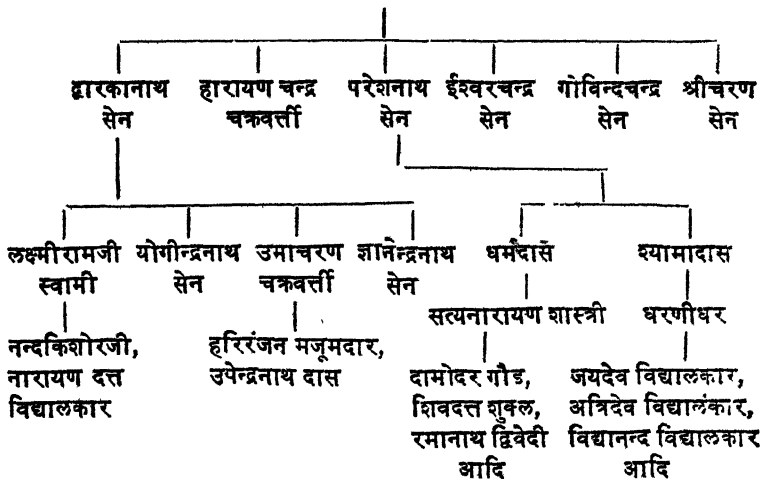 द्वारकानाथ हारायण चन्द्र परेशनाथ ईश्वरचन्द्र गोविन्दचन्द्र श्रीचरण
सेन चक्रवर्त्ती सेन सेन सेन सेन
लक्ष्मीरामजी योगीन्द्रनाथ उमाचरण ज्ञानेन्द्रनाथ धर्मदास श्यामादास
स्वामी सेन चक्रवर्त्ती सेन
सत्यनारायण शास्त्री धरणीधर
नन्दकिशोरजी, हरिरंजन मजूमदार,
नारायण दत्त उपेन्द्रनाथ दास दामोदर गौड, जयदेव विद्यालकार,
विद्यालकार शिवदत्त शुक्ल, अत्रिदेव विद्यालंकार,
रमानाथ द्विवेदी विद्यानन्द विद्यालकार
आदि आदि